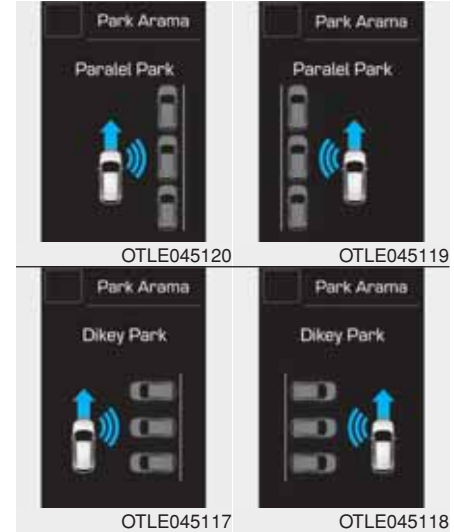 Park Arama
Paralel Park
OTLE045120
Park Arama
Paralel Park
OTLE045119
Park Arama
Dikey Park
OTLE045117
Park Arama
Dikey Park
OTLE045118